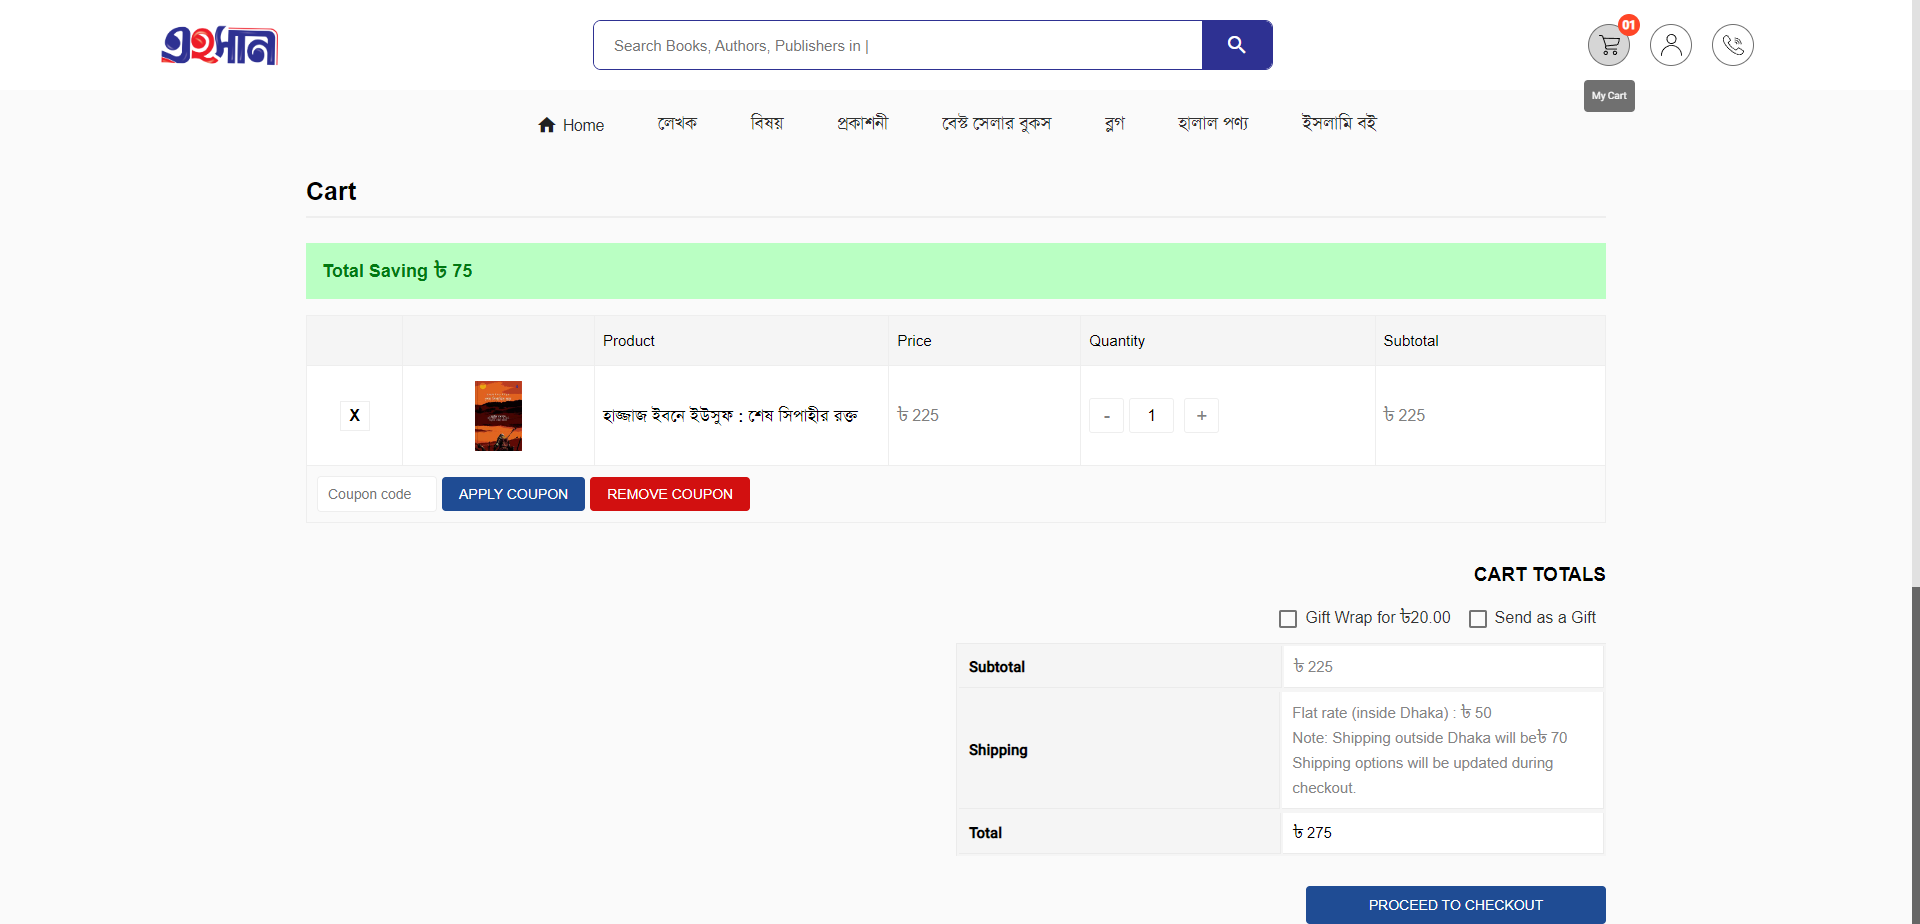 এহসান
Search Books, Authors, Publishers in |
01
My Cart
Home লেখক বিষয় প্রকাশনী বেস্ট সেলার বুকস ব্লগ হালাল পণ্য ইসলামি বই
Cart
Total Saving ৳ 75
Product Price Quantity Subtotal
X হাজ্জাজ ইবনে ইউসুফ : শেষ সিপাহীর রক্ত ৳ 225 - 1 + ৳ 225
Coupon code APPLY COUPON REMOVE COUPON
CART TOTALS
Gift Wrap for ৳20.00 Send as a Gift
Subtotal ৳ 225
Shipping Flat rate (inside Dhaka) : ৳ 50
Note: Shipping outside Dhaka will be৳ 70
Shipping options will be updated during
checkout.
Total ৳ 275
PROCEED TO CHECKOUT